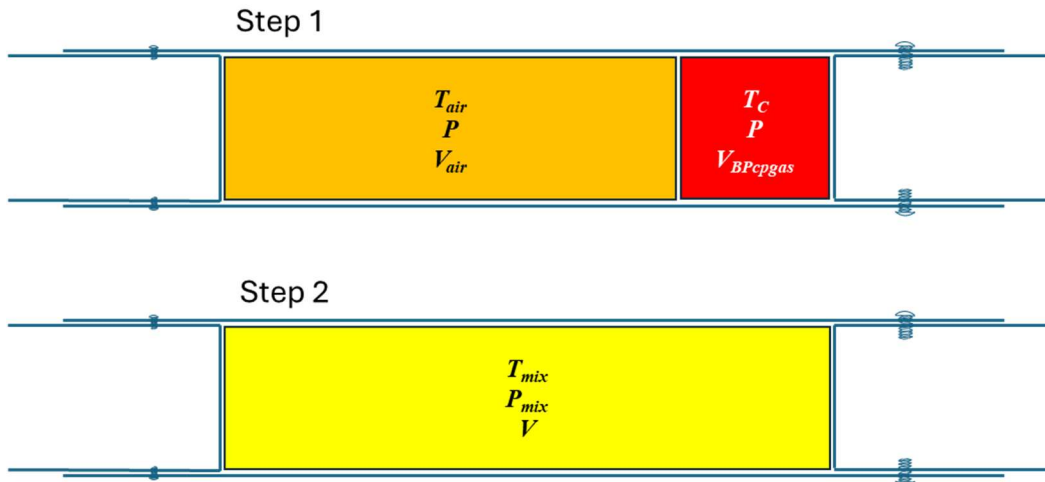 Step 1
T_air
P
V_air
T_C
P
V_BPcpgas
Step 2
T_mix
P_mix
V